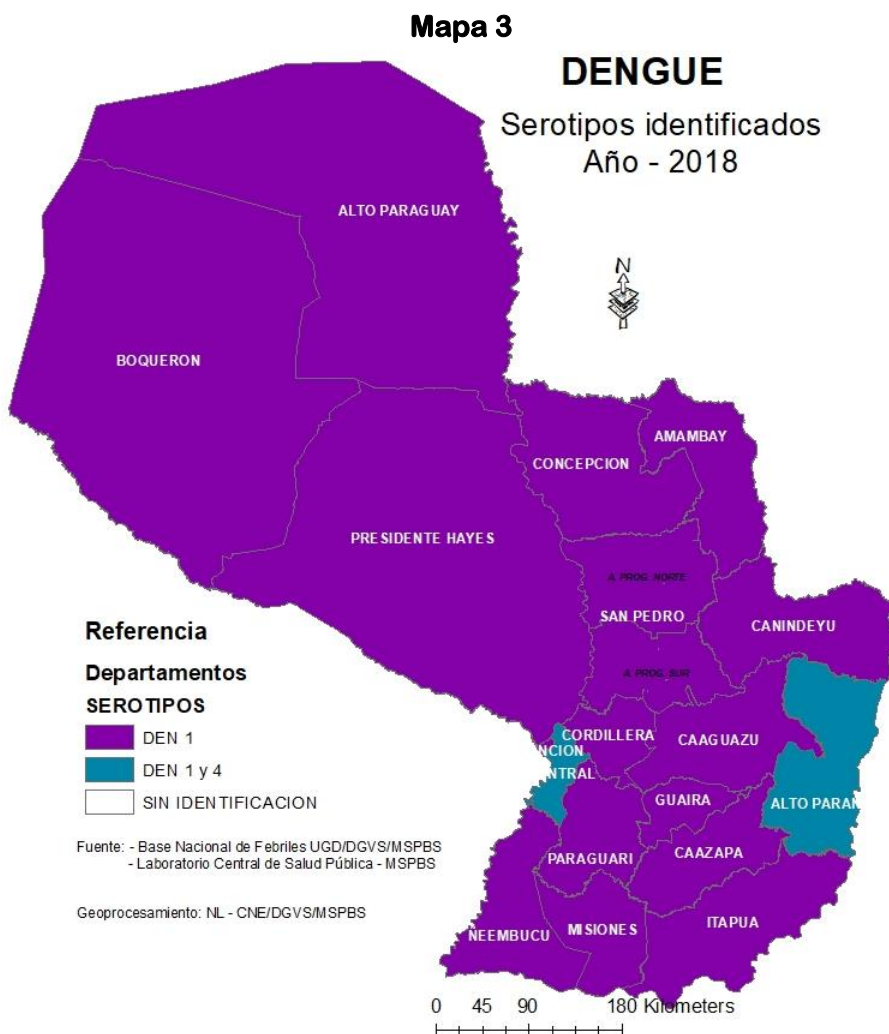 Mapa 3
DENGUE
Serotipos identificados
Año - 2018
N
ALTO PARAGUAY
BOQUERON
AMAMBAY
CONCEPCION
PRESIDENTE HAYES
A PROG. NORTE
SAN PEDRO
CANINDEYU
A PROG. SUR
CORDILLERA
NCION
CAAGUAZU
NTRAL
GUAIRA
ALTO PARAN
PARAGUARI
CAAZAPA
ITAPUA
ÑEEMBUCU
MISIONES
Referencia
Departamentos
SEROTIPOS
DEN 1
DEN 1 y 4
SIN IDENTIFICACION
Fuente: - Base Nacional de Febriles UGD/DGVS/MSPBS
- Laboratorio Central de Salud Pública - MSPBS
Geoprocesamiento: NL - CNE/DGVS/MSPBS
0 45 90 180 Kilometers